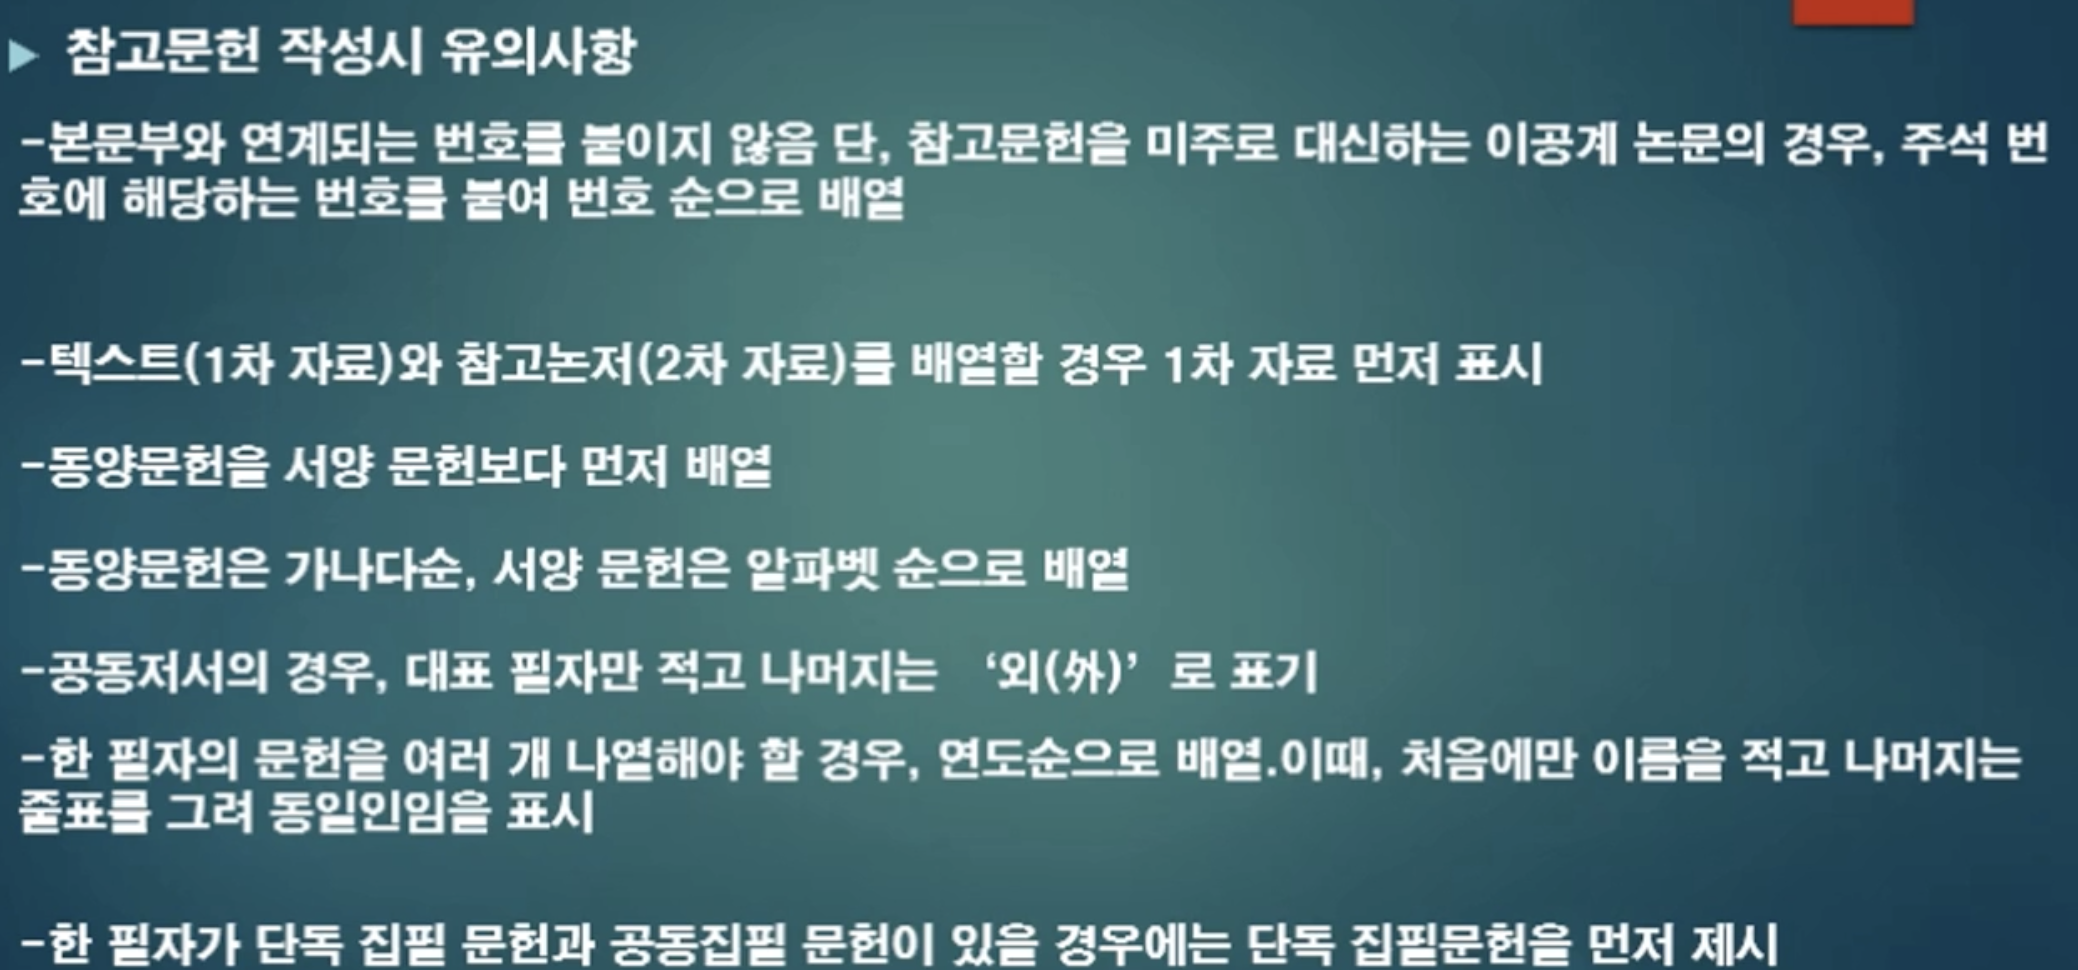 ▶ 참고문헌 작성시 유의사항
-본문부와 연계되는 번호를 붙이지 않음 단, 참고문헌을 미주로 대신하는 이공계 논문의 경우, 주석 번
호에 해당하는 번호를 붙여 번호 순으로 배열
-텍스트(1차 자료)와 참고논저(2차 자료)를 배열할 경우 1차 자료 먼저 표시
-동양문헌을 서양 문헌보다 먼저 배열
-동양문헌은 가나다순, 서양 문헌은 알파벳 순으로 배열
-공동저서의 경우, 대표 필자만 적고 나머지는 ‘외(外)’ 로 표기
-한 필자의 문헌을 여러 개 나열해야 할 경우, 연도순으로 배열.이때, 처음에만 이름을 적고 나머지는
줄표를 그려 동일인임을 표시
-한 필자가 단독 집필 문헌과 공동집필 문헌이 있을 경우에는 단독 집필문헌을 먼저 제시